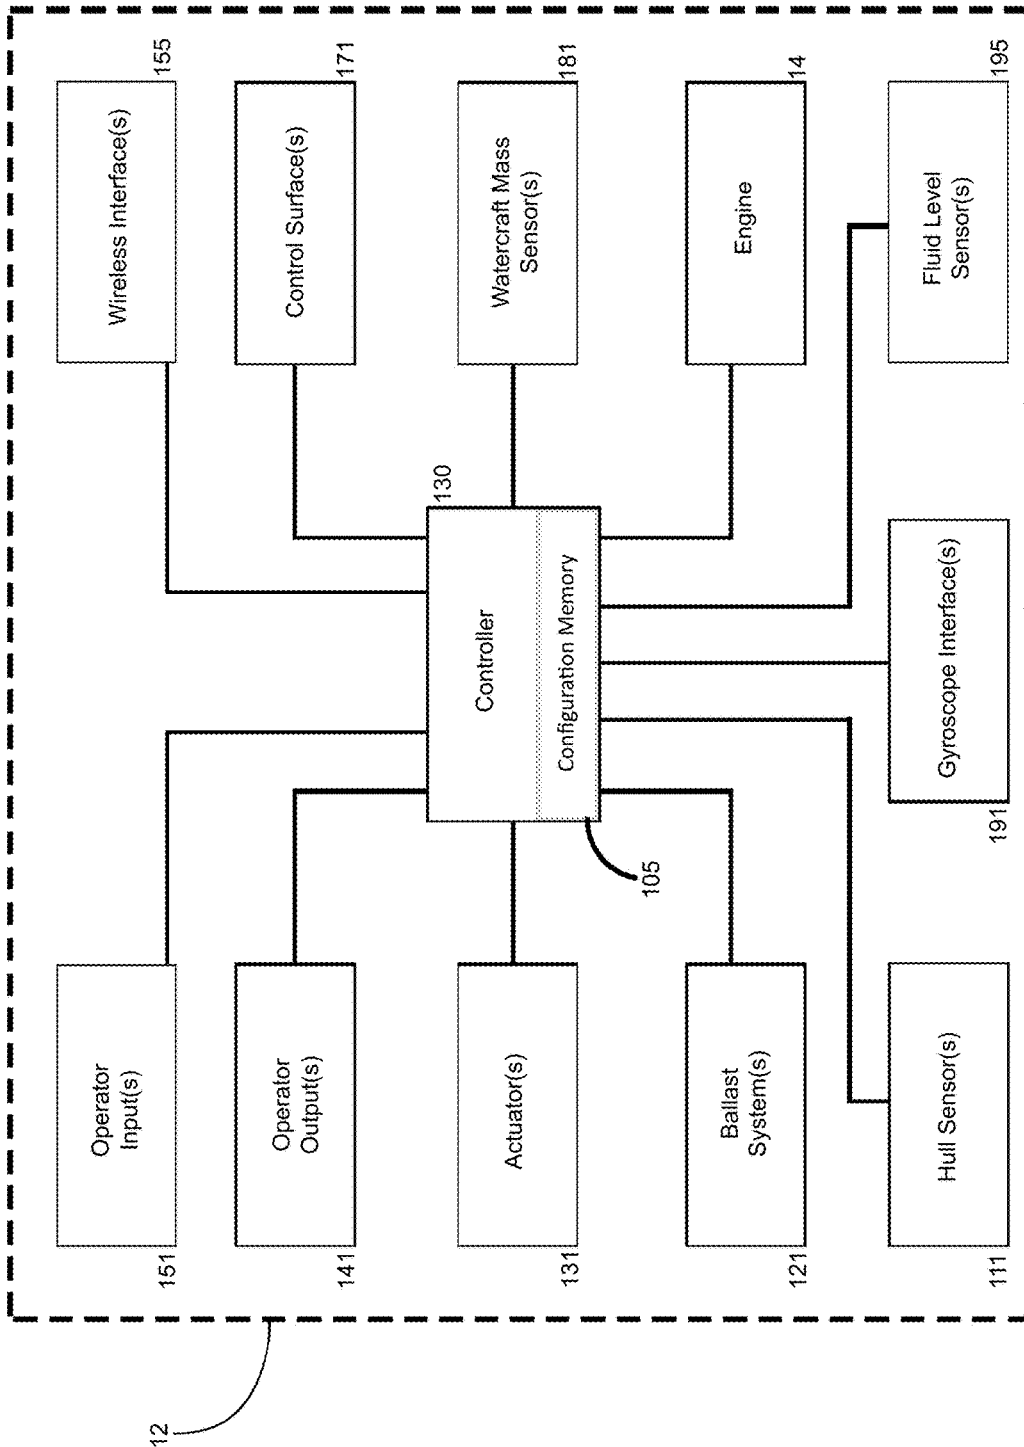 12
151
Operator
Input(s)
Wireless Interface(s)
155
141
Operator
Output(s)
Control Surface(s)
171
130
131
Actuator(s)
Controller
Watercraft Mass
Sensor(s)
181
Configuration Memory
105
121
Ballast
System(s)
Engine
14
111
Hull Sensor(s)
191
Gyroscope Interface(s)
Fluid Level
Sensor(s)
195